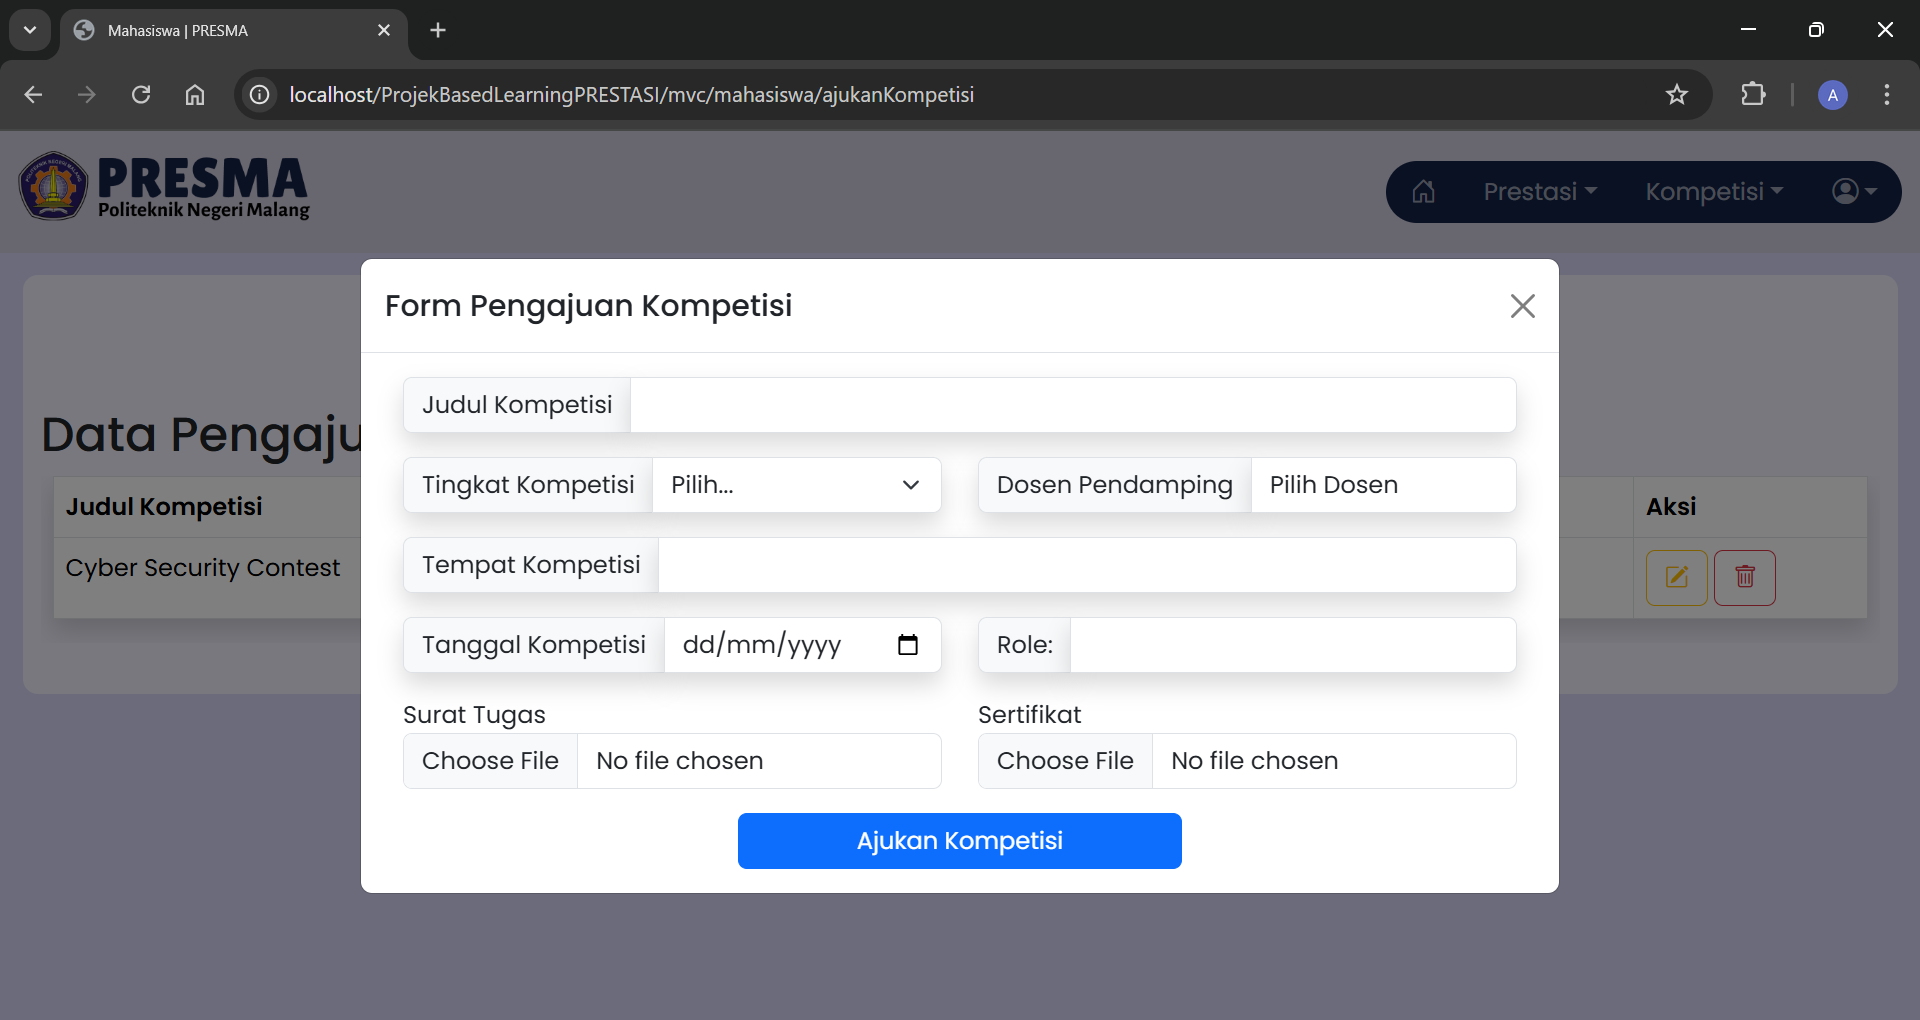 Mahasiswa | PRESMA
localhost/ProjekBasedLearningPRESTASI/mvc/mahasiswa/ajukanKompetisi
A
PRESMA
Politeknik Negeri Malang
Prestasi
Kompetisi
Form Pengajuan Kompetisi
Judul Kompetisi
Data Pengaju
Tingkat Kompetisi Pilih... Dosen Pendamping Pilih Dosen
Judul Kompetisi Aksi
Tempat Kompetisi
Cyber Security Contest
Tanggal Kompetisi dd/mm/yyyy Role:
Surat Tugas Sertifikat
Choose File No file chosen Choose File No file chosen
Ajukan Kompetisi